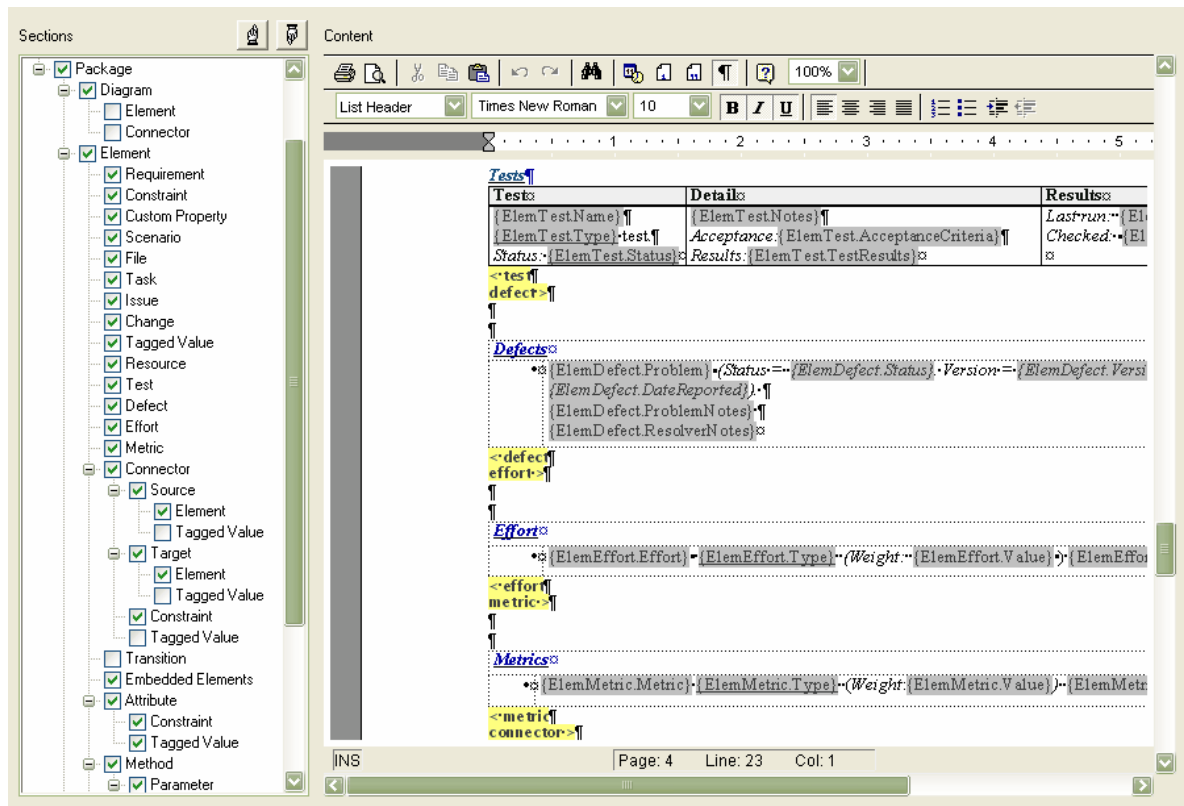 Sections
Package
Diagram
Element
Connector
Element
Requirement
Constraint
Custom Property
Scenario
File
Task
Issue
Change
Tagged Value
Resource
Test
Defect
Effort
Metric
Connector
Source
Element
Tagged Value
Target
Element
Tagged Value
Constraint
Tagged Value
Transition
Embedded Elements
Attribute
Constraint
Tagged Value
Method
Parameter
Content
100%
List Header Times New Roman 10 B I U
1 2 3 4 5
Tests¶
Test¤ Detail¤ Results¤
{ElemTest.Name}¶ {ElemTest.Notes}¶ Last·run:·{El
{ElemTest.Type}·test¶ Acceptance:{ElemTest.AcceptanceCriteria}¶ Checked:·{El
Status:·{ElemTest.Status}¤ Results:{ElemTest.TestResults}¤ ¤
<·test¶
defect·>¶
¶
¶
Defects¤
•¤ {ElemDefect.Problem}·(Status·=·{ElemDefect.Status}.·Version·=·{ElemDefect.Versi
{ElemDefect.DateReported}).·¶
{ElemDefect.ProblemNotes}·¶
{ElemDefect.ResolverNotes}¤
<·defect¶
effort·>¶
¶
¶
Effort¤
•¤ {ElemEffort.Effort}·-{ElemEffort.Type}··(Weight:··{ElemEffort.Value}·)·{ElemEffor
<·effort¶
metric·>¶
¶
¶
Metrics¤
•¤ {ElemMetric.Metric}·{ElemMetric.Type}··(Weight:{ElemMetric.Value})··{ElemMetr
<·metric¶
connector·>¶
INS Page: 4 Line: 23 Col: 1